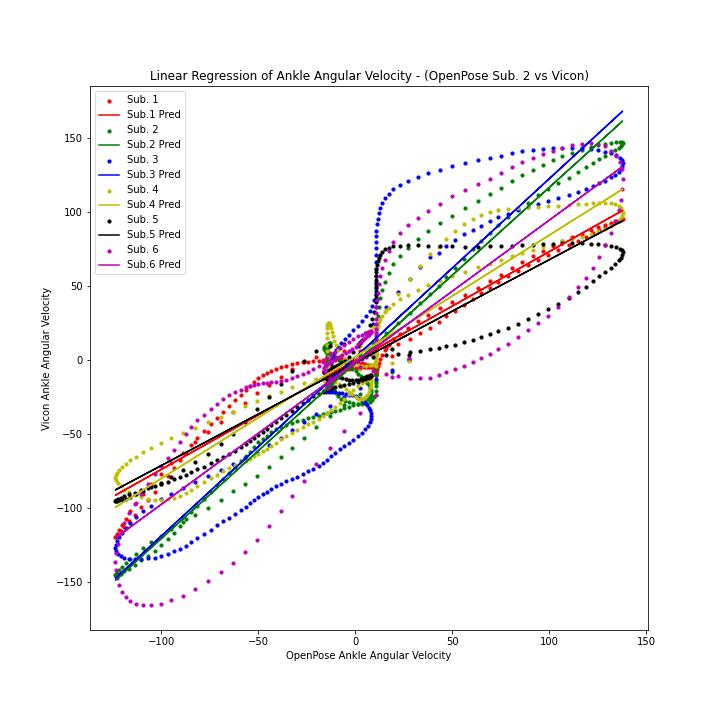 Linear Regression of Ankle Angular Velocity - (OpenPose Sub. 2 vs Vicon)
Sub. 1
Sub.1 Pred
Sub. 2
Sub.2 Pred
Sub. 3
Sub.3 Pred
Sub. 4
Sub.4 Pred
Sub. 5
Sub.5 Pred
Sub. 6
Sub.6 Pred
Vicon Ankle Angular Velocity
150
100
50
0
−50
−100
−150
−100
−50
0
50
100
150
OpenPose Ankle Angular Velocity